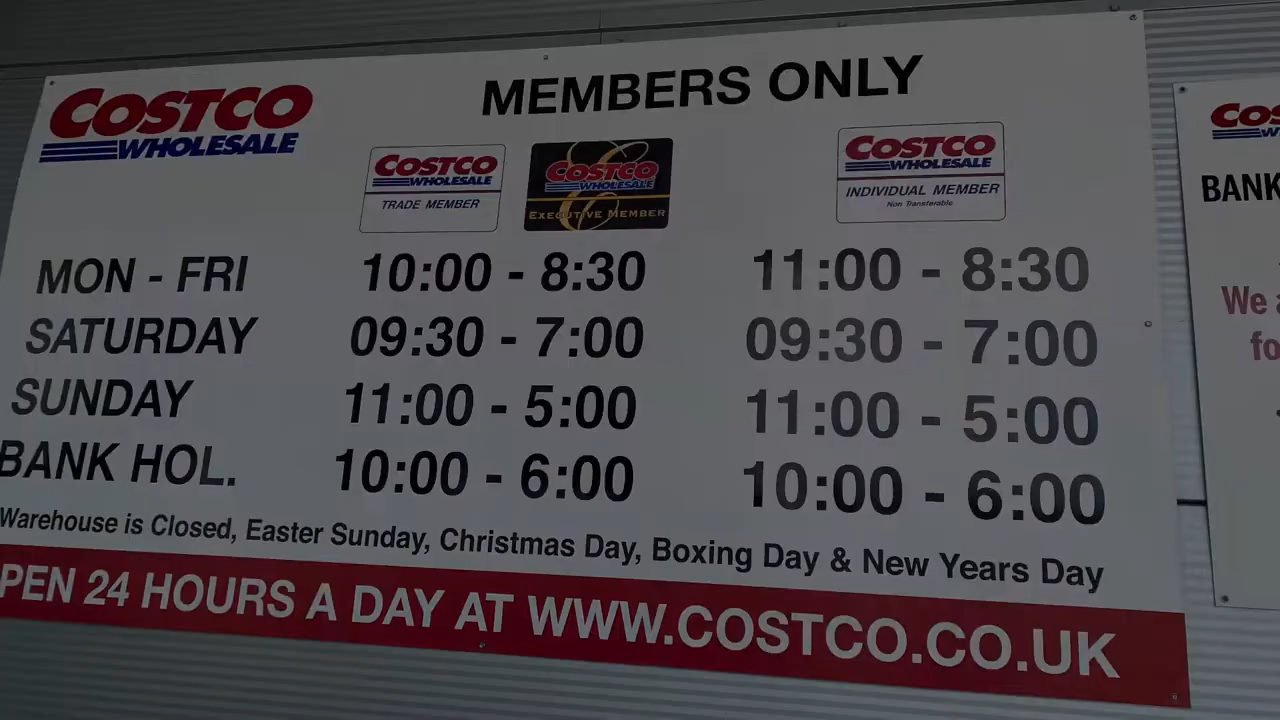 COSTCO
WHOLESALE
MEMBERS ONLY
COSTCO
WHOLESALE
TRADE MEMBER
COSTCO
WHOLESALE
EXECUTIVE MEMBER
COSTCO
WHOLESALE
INDIVIDUAL MEMBER
Non Transferable
MON - FRI 10:00 - 8:30 11:00 - 8:30
SATURDAY 09:30 - 7:00 09:30 - 7:00
SUNDAY 11:00 - 5:00 11:00 - 5:00
BANK HOL. 10:00 - 6:00 10:00 - 6:00
Warehouse is Closed, Easter Sunday, Christmas Day, Boxing Day & New Years Day
PEN 24 HOURS A DAY AT WWW.COSTCO.CO.UK
COS
BANK
We
fo